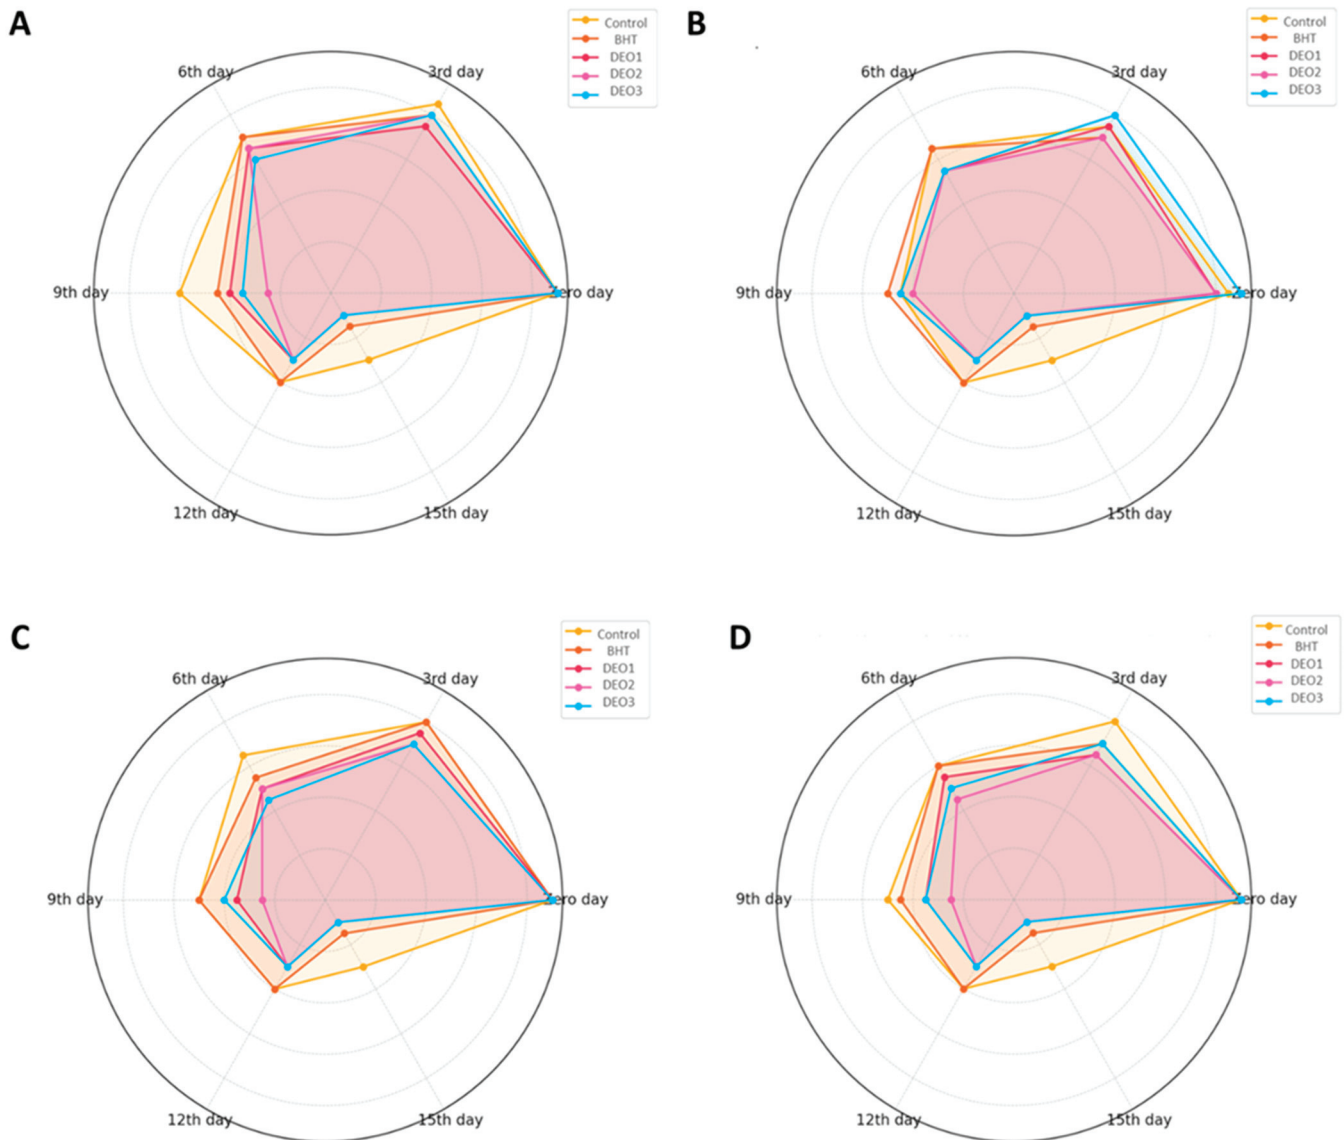 A
Control
BHT
DEO1
DEO2
DEO3
6th day
3rd day
9th day
Zero day
12th day
15th day
B
Control
BHT
DEO1
DEO2
DEO3
6th day
3rd day
9th day
Zero day
12th day
15th day
C
Control
BHT
DEO1
DEO2
DEO3
6th day
3rd day
9th day
Zero day
12th day
15th day
D
Control
BHT
DEO1
DEO2
DEO3
6th day
3rd day
9th day
Zero day
12th day
15th day